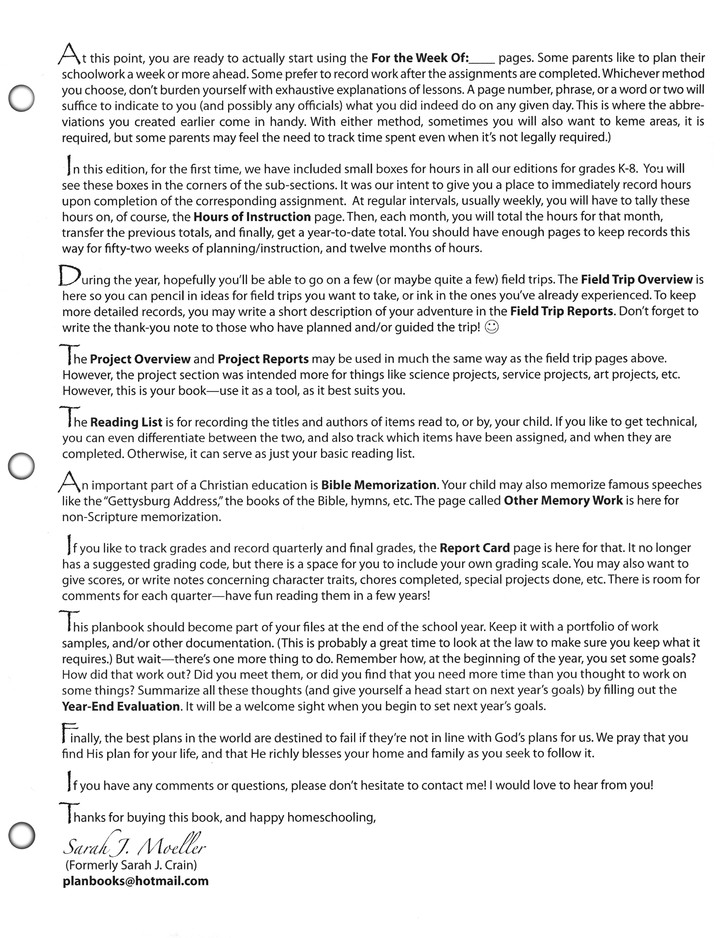 At this point, you are ready to actually start using the For the Week Of:____ pages. Some parents like to plan their
schoolwork a week or more ahead. Some prefer to record work after the assignments are completed. Whichever method
you choose, don't burden yourself with exhaustive explanations of lessons. A page number, phrase, or a word or two will
suffice to indicate to you (and possibly any officials) what you did indeed do on any given day. This is where the abbre-
viations you created earlier come in handy. With either method, sometimes you will also want to keme areas, it is
required, but some parents may feel the need to track time spent even when it's not legally required.)
In this edition, for the first time, we have included small boxes for hours in all our editions for grades K-8. You will
see these boxes in the corners of the sub-sections. It was our intent to give you a place to immediately record hours
upon completion of the corresponding assignment. At regular intervals, usually weekly, you will have to tally these
hours on, of course, the Hours of Instruction page. Then, each month, you will total the hours for that month,
transfer the previous totals, and finally, get a year-to-date total. You should have enough pages to keep records this
way for fifty-two weeks of planning/instruction, and twelve months of hours.
During the year, hopefully you'll be able to go on a few (or maybe quite a few) field trips. The Field Trip Overview is
here so you can pencil in ideas for field trips you want to take, or ink in the ones you've already experienced. To keep
more detailed records, you may write a short description of your adventure in the Field Trip Reports. Don't forget to
write the thank-you note to those who have planned and/or guided the trip! ☺
The Project Overview and Project Reports may be used in much the same way as the field trip pages above.
However, the project section was intended more for things like science projects, service projects, art projects, etc.
However, this is your book—use it as a tool, as it best suits you.
The Reading List is for recording the titles and authors of items read to, or by, your child. If you like to get technical,
you can even differentiate between the two, and also track which items have been assigned, and when they are
completed. Otherwise, it can serve as just your basic reading list.
An important part of a Christian education is Bible Memorization. Your child may also memorize famous speeches
like the "Gettysburg Address," the books of the Bible, hymns, etc. The page called Other Memory Work is here for
non-Scripture memorization.
If you like to track grades and record quarterly and final grades, the Report Card page is here for that. It no longer
has a suggested grading code, but there is a space for you to include your own grading scale. You may also want to
give scores, or write notes concerning character traits, chores completed, special projects done, etc. There is room for
comments for each quarter—have fun reading them in a few years!
This planbook should become part of your files at the end of the school year. Keep it with a portfolio of work
samples, and/or other documentation. (This is probably a great time to look at the law to make sure you keep what it
requires.) But wait—there's one more thing to do. Remember how, at the beginning of the year, you set some goals?
How did that work out? Did you meet them, or did you find that you need more time than you thought to work on
some things? Summarize all these thoughts (and give yourself a head start on next year's goals) by filling out the
Year-End Evaluation. It will be a welcome sight when you begin to set next year's goals.
Finally, the best plans in the world are destined to fail if they're not in line with God's plans for us. We pray that you
find His plan for your life, and that He richly blesses your home and family as you seek to follow it.
If you have any comments or questions, please don't hesitate to contact me! I would love to hear from you!
Thanks for buying this book, and happy homeschooling,
Sarah J. Moeller
(Formerly Sarah J. Crain)
planbooks@hotmail.com